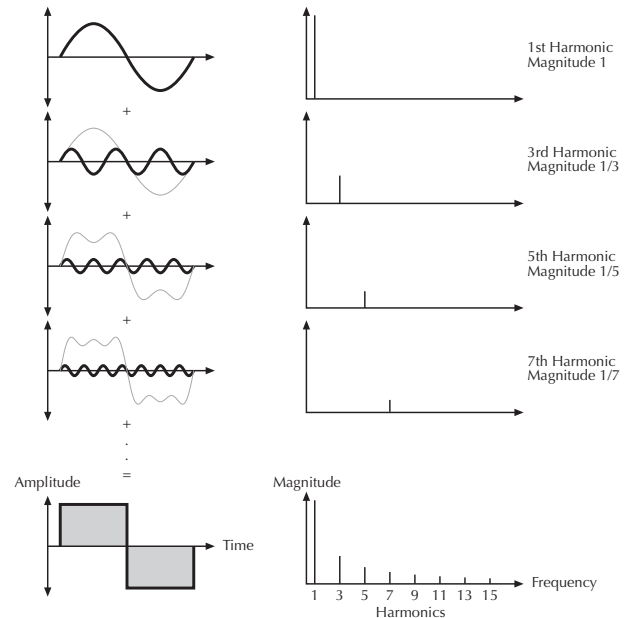 1st Harmonic
Magnitude 1
+
3rd Harmonic
Magnitude 1/3
+
5th Harmonic
Magnitude 1/5
+
7th Harmonic
Magnitude 1/7
+
.
.
=
Amplitude
Magnitude
Time
Frequency
1 3 5 7 9 11 13 15
Harmonics